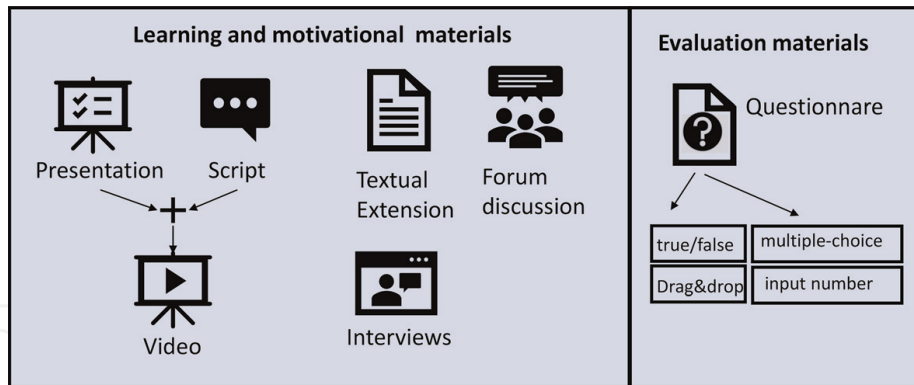 Learning and motivational materials
Presentation
Script
+
Video
Textual
Extension
Forum
discussion
Interviews
Evaluation materials
?
Questionnare
true/false
multiple-choice
Drag&drop
input number